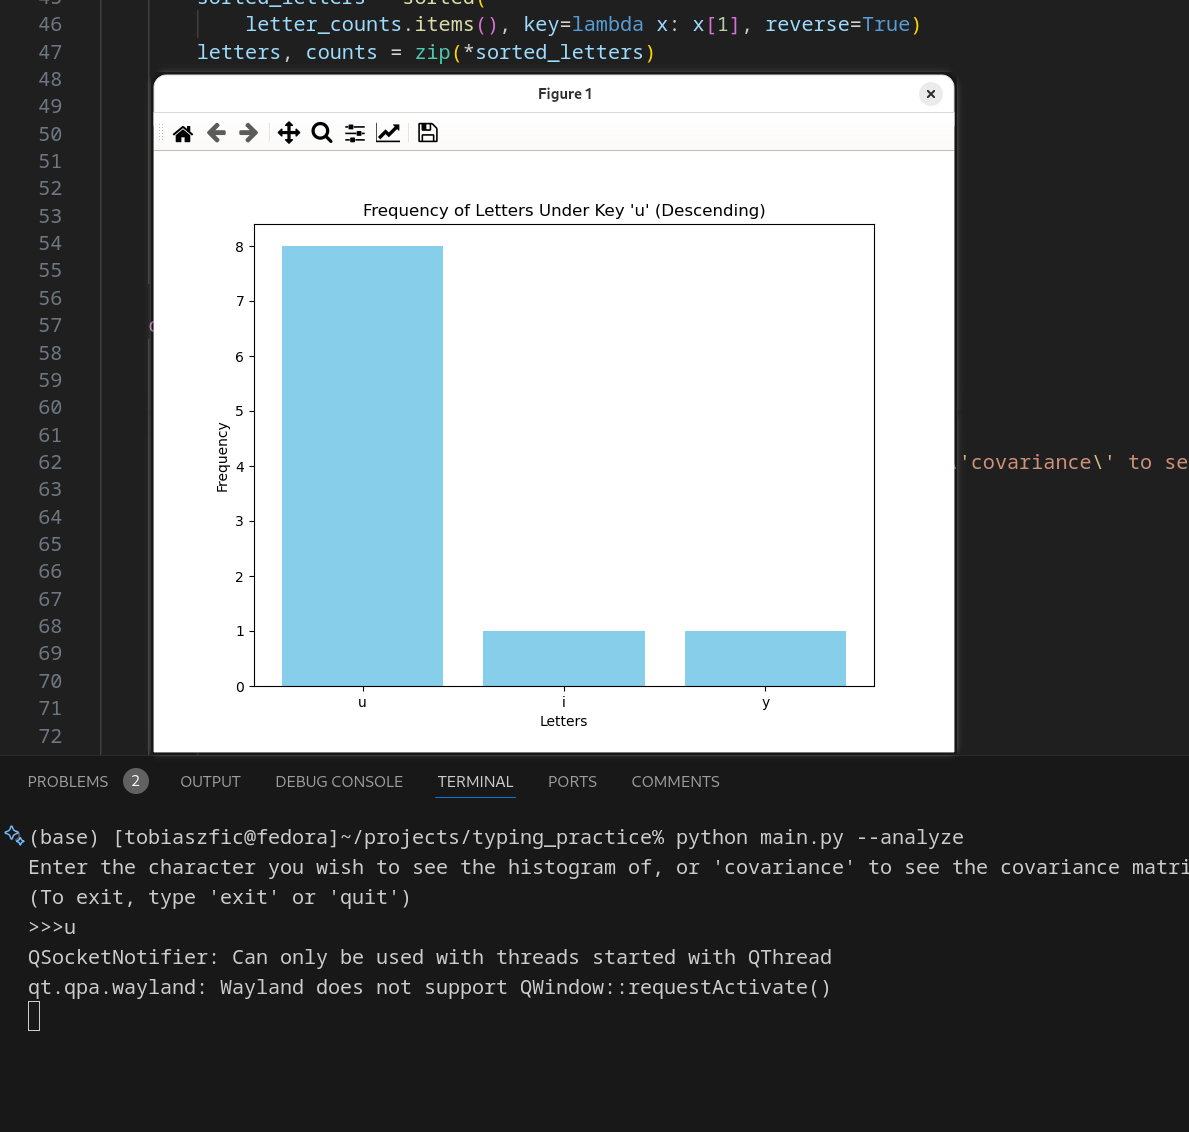 46 letter_counts.items(), key=lambda x: x[1], reverse=True)
47 letters, counts = zip(*sorted_letters)
48
49
50
51
52
53
54
55
56
57
58
59
60
61
62 'covariance\' to se
63
64
65
66
67
68
69
70
71
72
Figure 1
Frequency of Letters Under Key 'u' (Descending)
8
7
6
5
4
3
2
1
0
Frequency
u i y
Letters
PROBLEMS 2 OUTPUT DEBUG CONSOLE TERMINAL PORTS COMMENTS
(base) [tobiaszfic@fedora]~/projects/typing_practice% python main.py --analyze
Enter the character you wish to see the histogram of, or 'covariance' to see the covariance matri
(To exit, type 'exit' or 'quit')
>>>u
QSocketNotifier: Can only be used with threads started with QThread
qt.qpa.wayland: Wayland does not support QWindow::requestActivate()